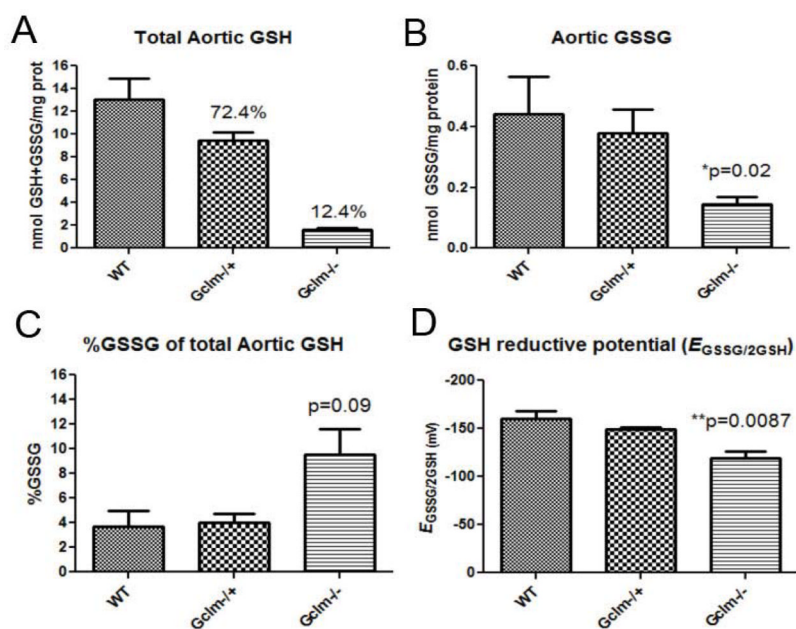 A
Total Aortic GSH
nmol GSH+GSSG/mg prot
16
14
12
10
8
6
4
2
0
72.4%
12.4%
WT
Gclm-/+
Gclm-/-
B
Aortic GSSG
nmol GSSG/mg protein
0.6
0.4
0.2
0.0
*p=0.02
WT
Gclm-/+
Gclm-/-
C
%GSSG of total Aortic GSH
%GSSG
16
14
12
10
8
6
4
2
0
p=0.09
WT
Gclm-/+
Gclm-/-
D
GSH reductive potential (EGSSG/2GSH)
EGSSG/2GSH (mV)
-200
-150
-100
-50
0
**p=0.0087
WT
Gclm-/+
Gclm-/-